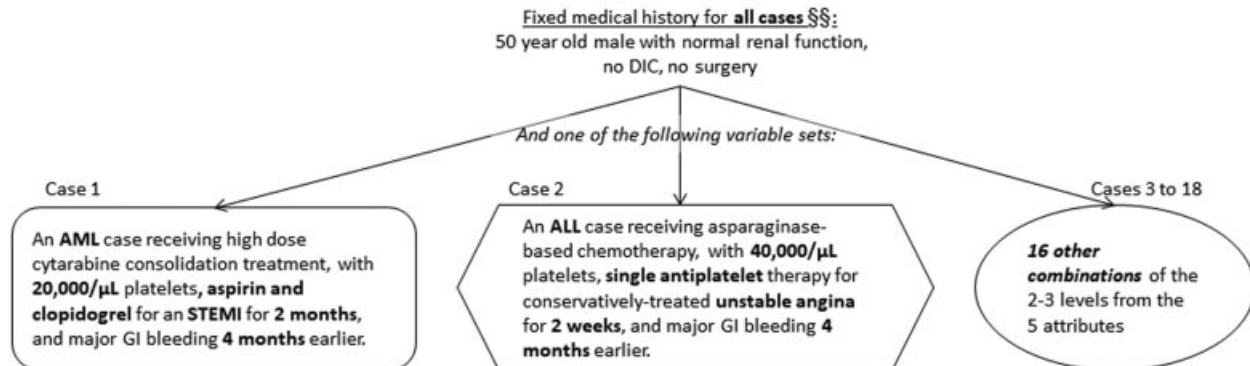 Fixed medical history for all cases §§:
50 year old male with normal renal function,
no DIC, no surgery
And one of the following variable sets:
Case 1
Case 2
Cases 3 to 18
An AML case receiving high dose
cytarabine consolidation treatment, with
20,000/µL platelets, aspirin and
clopidogrel for an STEMI for 2 months,
and major GI bleeding 4 months earlier.
An ALL case receiving asparaginase-
based chemotherapy, with 40,000/µL
platelets, single antiplatelet therapy for
conservatively-treated unstable angina
for 2 weeks, and major GI bleeding 4
months earlier.
16 other
combinations of the
2-3 levels from the
5 attributes